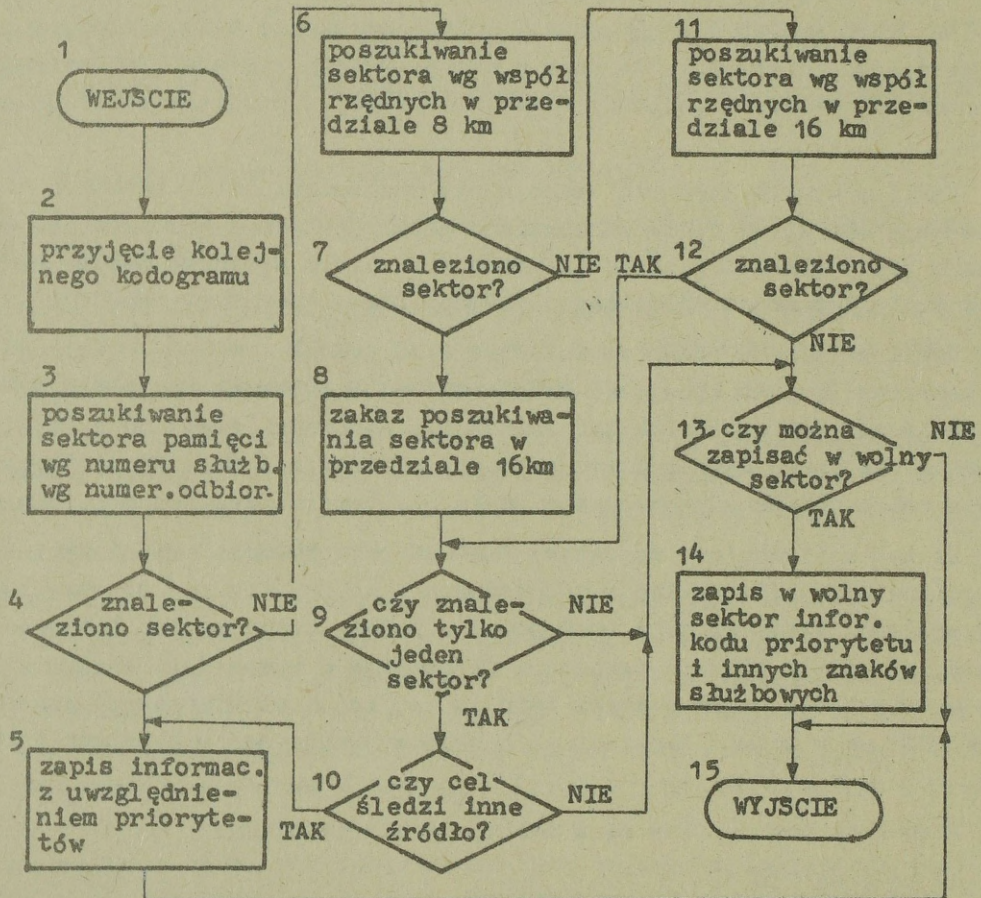 1
WEJSCIE
2
przyjęcie kolej-
nego kodogramu
3
poszukiwanie
sektora pamięci
wg numeru służb.
wg numer.odbior.
4
znale-
ziono sektor?
NIE
5
zapis informac.
z uwzględnie-
niem prioryte-
tów
6
poszukiwanie
sektora wg współ
rzędnych w prze-
dziale 8 km
7
znaleziono
sektor?
NIE
8
zakaz poszukiwa-
nia sektora w
przedziale 16km
9
czy znale-
ziono tylko
jeden
sektor?
NIE
TAK
10
czy cel
śledzi inne
źródło?
NIE
TAK
11
poszukiwanie
sektora wg współ
rzędnych w prze-
dziale 16 km
12
TAK
znaleziono
sektor?
NIE
13
czy można
zapisać w wolny
sektor?
NIE
TAK
14
zapis w wolny
sektor infor.
kodu priorytetu
i innych znaków
służbowych
15
WYJSCIE